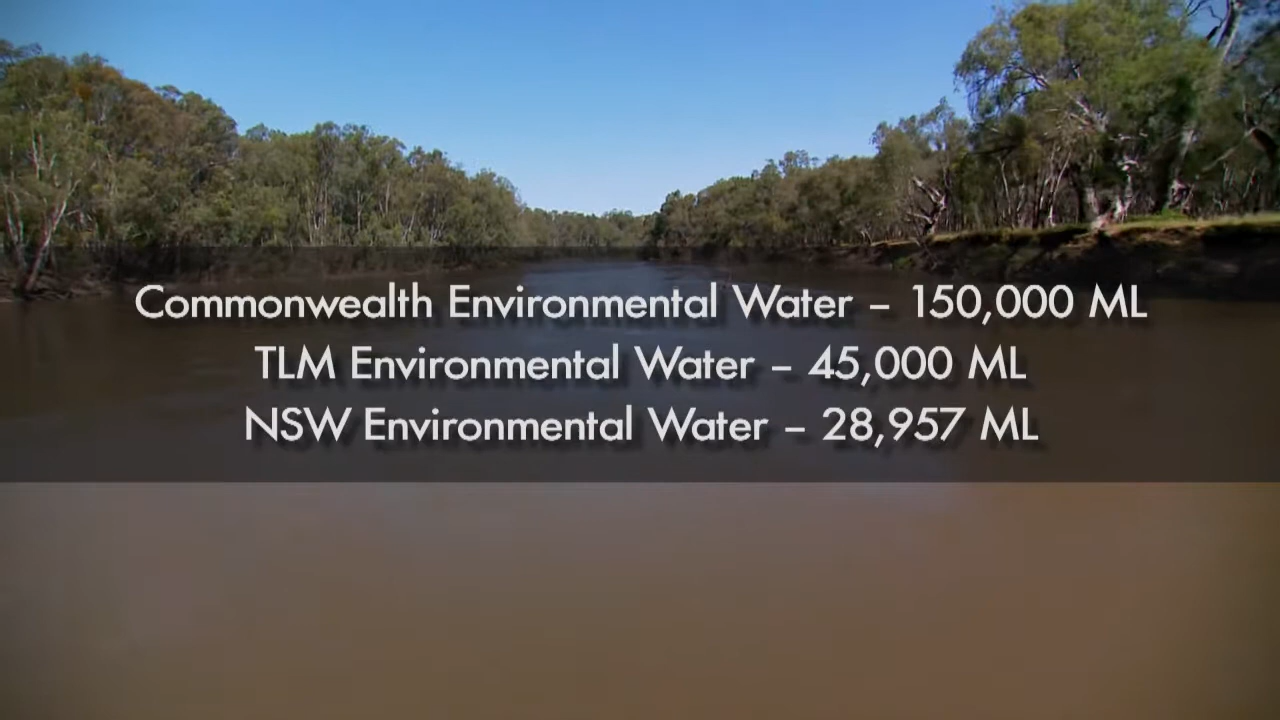 Commonwealth Environmental Water – 150,000 ML
TLM Environmental Water – 45,000 ML
NSW Environmental Water – 28,957 ML